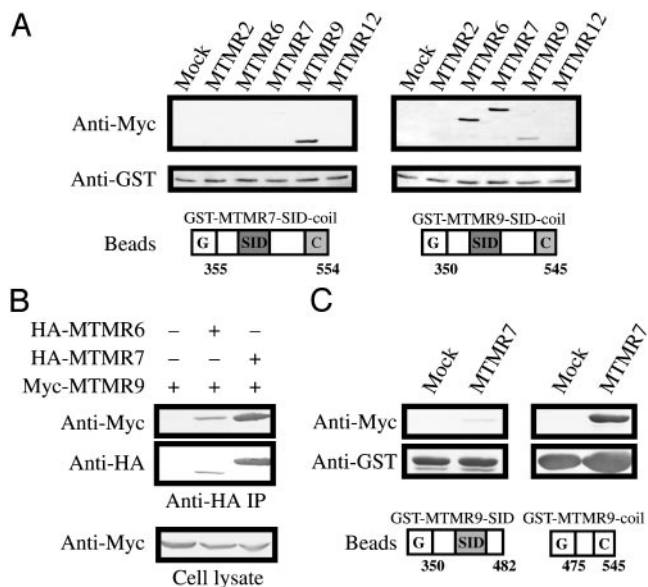 A
Mock MTMR2 MTMR6 MTMR7 MTMR9 MTMR12 Mock MTMR2 MTMR6 MTMR7 MTMR9 MTMR12
Anti-Myc
Anti-GST
GST-MTMR7-SID-coil GST-MTMR9-SID-coil
Beads G SID C G SID C
355 554 350 545
B
HA-MTMR6 – + –
HA-MTMR7 – – +
Myc-MTMR9 + + +
Anti-Myc
Anti-HA
Anti-HA IP
Anti-Myc
Cell lysate
C
Mock MTMR7 Mock MTMR7
Anti-Myc
Anti-GST
GST-MTMR9-SID GST-MTMR9-coil
Beads G SID G C
350 482 475 545